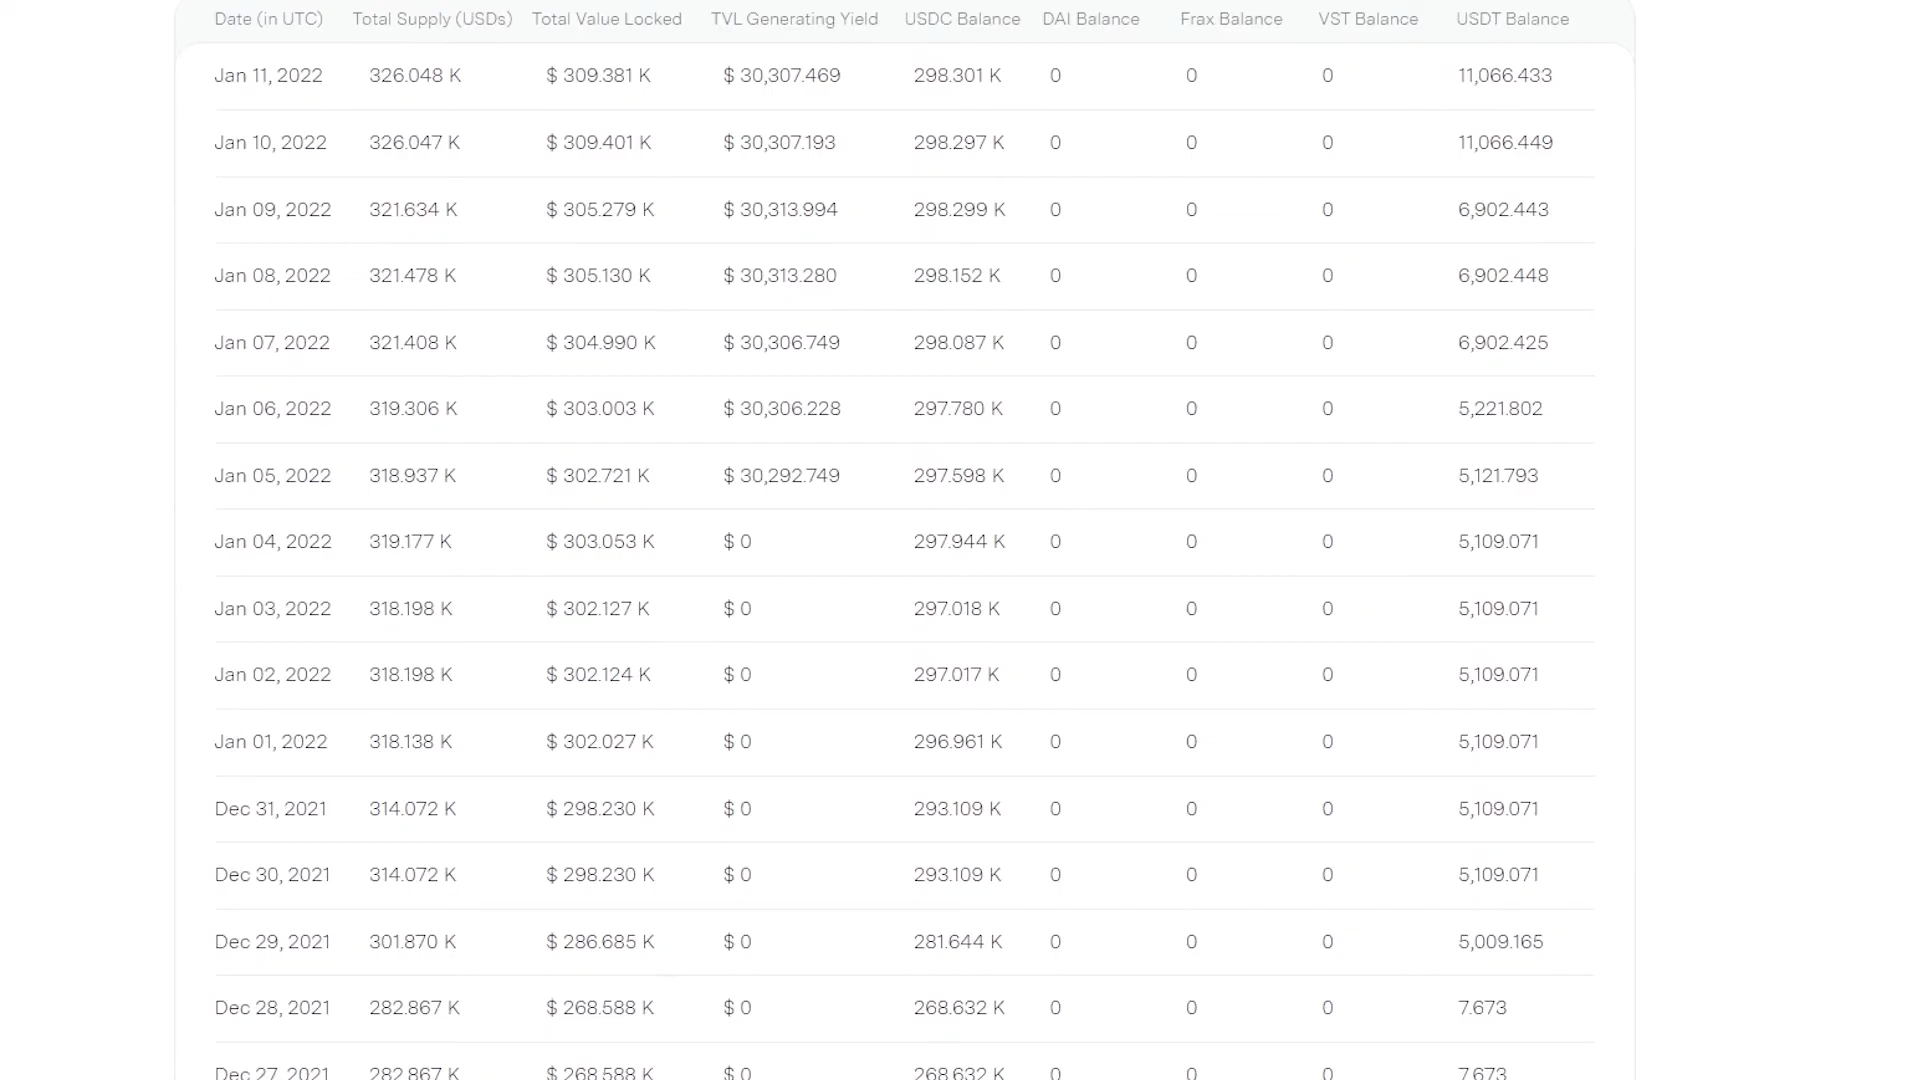 Date (in UTC) Total Supply (USDs) Total Value Locked TVL Generating Yield USDC Balance DAI Balance Frax Balance VST Balance USDT Balance
Jan 11, 2022 326.048 K $ 309.381 K $ 30,307.469 298.301 K 0 0 0 11,066.433
Jan 10, 2022 326.047 K $ 309.401 K $ 30,307.193 298.297 K 0 0 0 11,066.449
Jan 09, 2022 321.634 K $ 305.279 K $ 30,313.994 298.299 K 0 0 0 6,902.443
Jan 08, 2022 321.478 K $ 305.130 K $ 30,313.280 298.152 K 0 0 0 6,902.448
Jan 07, 2022 321.408 K $ 304.990 K $ 30,306.749 298.087 K 0 0 0 6,902.425
Jan 06, 2022 319.306 K $ 303.003 K $ 30,306.228 297.780 K 0 0 0 5,221.802
Jan 05, 2022 318.937 K $ 302.721 K $ 30,292.749 297.598 K 0 0 0 5,121.793
Jan 04, 2022 319.177 K $ 303.053 K $ 0 297.944 K 0 0 0 5,109.071
Jan 03, 2022 318.198 K $ 302.127 K $ 0 297.018 K 0 0 0 5,109.071
Jan 02, 2022 318.198 K $ 302.124 K $ 0 297.017 K 0 0 0 5,109.071
Jan 01, 2022 318.138 K $ 302.027 K $ 0 296.961 K 0 0 0 5,109.071
Dec 31, 2021 314.072 K $ 298.230 K $ 0 293.109 K 0 0 0 5,109.071
Dec 30, 2021 314.072 K $ 298.230 K $ 0 293.109 K 0 0 0 5,109.071
Dec 29, 2021 301.870 K $ 286.685 K $ 0 281.644 K 0 0 0 5,009.165
Dec 28, 2021 282.867 K $ 268.588 K $ 0 268.632 K 0 0 0 7.673
Dec 27, 2021 282.867 K $ 268.588 K $ 0 268.632 K 0 0 0 7.673